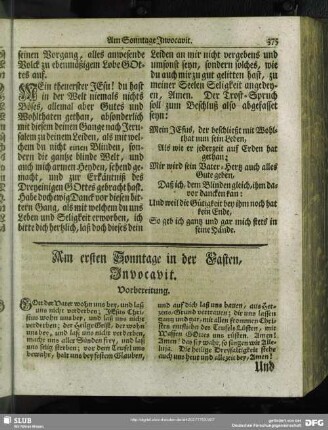 Am Sonntage Invocavit. 375
seinen Vorgang, alles anwesende
Volck zu ebenmäßigem Lobe GOt-
tes auf.
MEin theuerster JEsu! du hast
in der Welt niemals nichts
Böses, allemal aber Gutes und
Wohlthaten gethan, absonderlich
mit diesem deinem Gange nach Jeru-
salem zu deinem Leiden, als mit wel-
chen du nicht einen Blinden, son-
dern die gantze blinde Welt, und
auch mich armen Heyden, sehend ge-
macht, und zur Erkäntniß des
Dreyeinigen GOttes gebracht hast.
Habe doch ewig Danck vor diesen bit-
tern Gang, als mit welchem du uns
Leben und Seligkeit erworben, ich
bitte dich hertzlich, laß doch dieses dein
Leiden an mir nicht vergebens und
umsonst seyn, sondern solches, wie
du auch mir zu gut gelitten hast, zu
meiner Seelen Seligkeit angedey-
en, Amen. Der Trost-Spruch
soll zum Beschluß also abgefasset
seyn:
Mein JEsus, der beschließt mit Wohl-
that nun sein Leben,
Als wie er jederzeit auf Erden hat
gethan;
Mir wird sein Vater-Hertz auch alles
Gute geben,
Daß ich dem Blinden gleich, ihm da-
vor dancken kan:
Und weil die Gütigkeit bey ihm noch hat
kein Ende,
So geb ich gantz und gar mich stets in
seine Hände.
Am ersten Sonntage in der Fasten,
Invocavit.
Vorbereitung.
GOtt der Vater wohn uns bey, und laß
uns nicht verderben; JEsus Chri-
stus wohn uns bey, und laß uns nicht
verderben; der Heilge Geist, der wohn
uns bey, und laß uns nicht verderben,
mach uns aller Sünden frey, und laß
uns selig sterben; vor dem Teufel uns
bewahr, halt uns bey festem Glauben,
und auf dich laß uns bauen, aus Her-
tzens-Grund vertrauen; dir uns lassen
gantz und gar, mit allen frommen Chri-
sten entfliehn des Teufels Listen, mit
Waffen GOttes uns fristen. Amen!
Amen! das sey wahr, so singen wir Alle-
luja. Die heilige Dreyfaltigkeit stehe
auch uns heut und allezeit bey, Amen!
Und
SLUB
Wir führen Wissen.